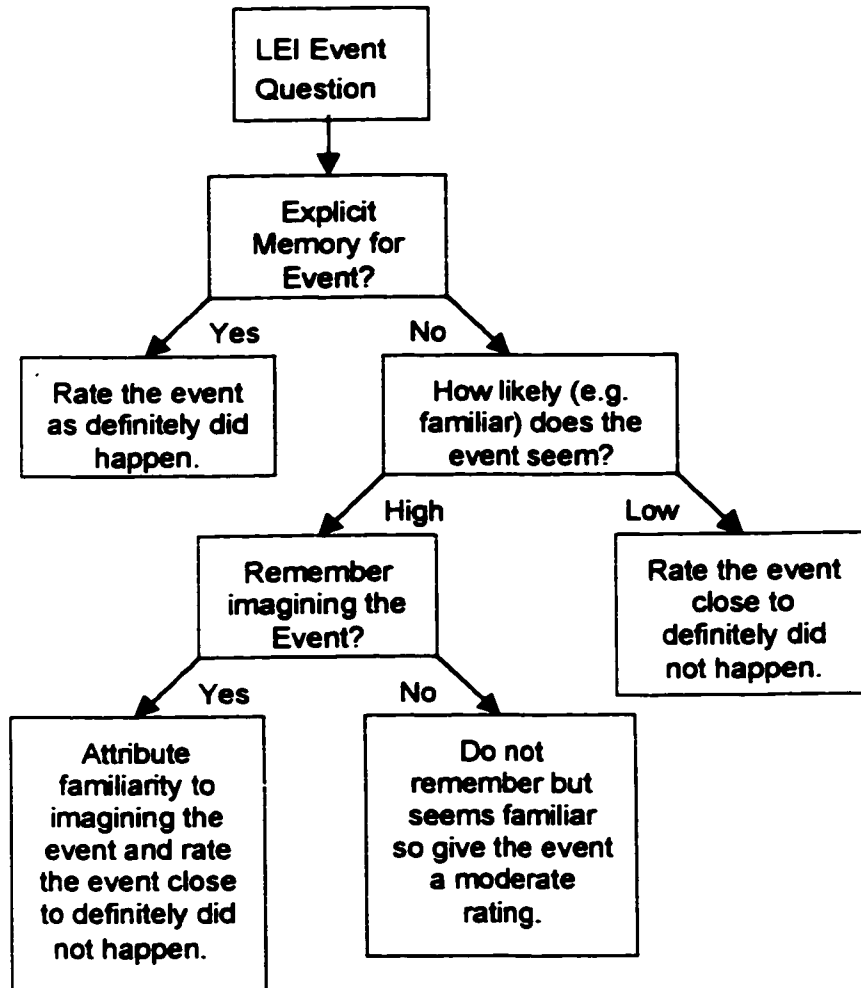 LEI Event
Question
Explicit
Memory for
Event?
Yes
No
Rate the event
as definitely did
happen.
How likely (e.g.
familiar) does the
event seem?
High
Low
Remember
imagining the
Event?
Rate the event
close to
definitely did
not happen.
Yes
No
Attribute
familiarity to
imagining the
event and rate
the event close
to definitely did
not happen.
Do not
remember but
seems familiar
so give the event
a moderate
rating.